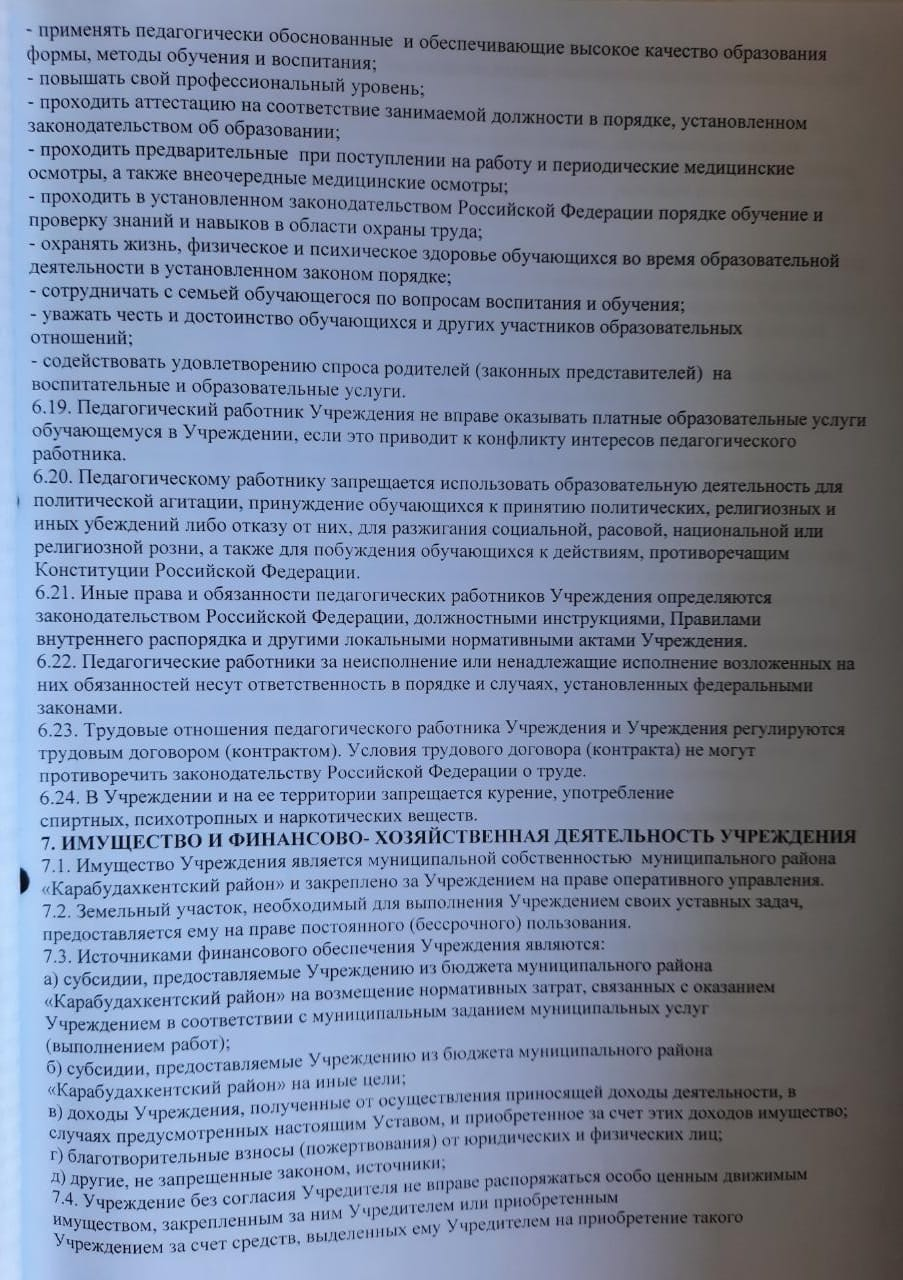 - применять педагогически обоснованные и обеспечивающие высокое качество образования
формы, методы обучения и воспитания;
- повышать свой профессиональный уровень;
- проходить аттестацию на соответствие занимаемой должности в порядке, установленном
законодательством об образовании;
- проходить предварительные при поступлении на работу и периодические медицинские
осмотры, а также внеочередные медицинские осмотры;
- проходить в установленном законодательством Российской Федерации порядке обучение и
проверку знаний и навыков в области охраны труда;
- охранять жизнь, физическое и психическое здоровье обучающихся во время образовательной
деятельности в установленном законом порядке;
- сотрудничать с семьей обучающегося по вопросам воспитания и обучения;
- уважать честь и достоинство обучающихся и других участников образовательных
отношений;
- содействовать удовлетворению спроса родителей (законных представителей) на
воспитательные и образовательные услуги.
6.19. Педагогический работник Учреждения не вправе оказывать платные образовательные услуги
обучающемуся в Учреждении, если это приводит к конфликту интересов педагогического
работника.
6.20. Педагогическому работнику запрещается использовать образовательную деятельность для
политической агитации, принуждение обучающихся к принятию политических, религиозных и
иных убеждений либо отказу от них, для разжигания социальной, расовой, национальной или
религиозной розни, а также для побуждения обучающихся к действиям, противоречащим
Конституции Российской Федерации.
6.21. Иные права и обязанности педагогических работников Учреждения определяются
законодательством Российской Федерации, должностными инструкциями, Правилами
внутреннего распорядка и другими локальными нормативными актами Учреждения.
6.22. Педагогические работники за неисполнение или ненадлежащие исполнение возложенных на
них обязанностей несут ответственность в порядке и случаях, установленных федеральными
законами.
6.23. Трудовые отношения педагогического работника Учреждения и Учреждения регулируются
трудовым договором (контрактом). Условия трудового договора (контракта) не могут
противоречить законодательству Российской Федерации о труде.
6.24. В Учреждении и на ее территории запрещается курение, употребление
спиртных, психотропных и наркотических веществ.
7. ИМУЩЕСТВО И ФИНАНСОВО- ХОЗЯЙСТВЕННАЯ ДЕЯТЕЛЬНОСТЬ УЧРЕЖДЕНИЯ
7.1. Имущество Учреждения является муниципальной собственностью муниципального района
«Карабудахкентский район» и закреплено за Учреждением на праве оперативного управления.
7.2. Земельный участок, необходимый для выполнения Учреждением своих уставных задач,
предоставляется ему на праве постоянного (бессрочного) пользования.
7.3. Источниками финансового обеспечения Учреждения являются:
а) субсидии, предоставляемые Учреждению из бюджета муниципального района
«Карабудахкентский район» на возмещение нормативных затрат, связанных с оказанием
Учреждением в соответствии с муниципальным заданием муниципальных услуг
(выполнением работ);
б) субсидии, предоставляемые Учреждению из бюджета муниципального района
«Карабудахкентский район» на иные цели;
в) доходы Учреждения, полученные от осуществления приносящей доходы деятельности, в
случаях предусмотренных настоящим Уставом, и приобретенное за счет этих доходов имущество;
г) благотворительные взносы (пожертвования) от юридических и физических лиц;
д) другие, не запрещенные законом, источники;
7.4. Учреждение без согласия Учредителя не вправе распоряжаться особо ценным движимым
имуществом, закрепленным за ним Учредителем или приобретенным
Учреждением за счет средств, выделенных ему Учредителем на приобретение такого